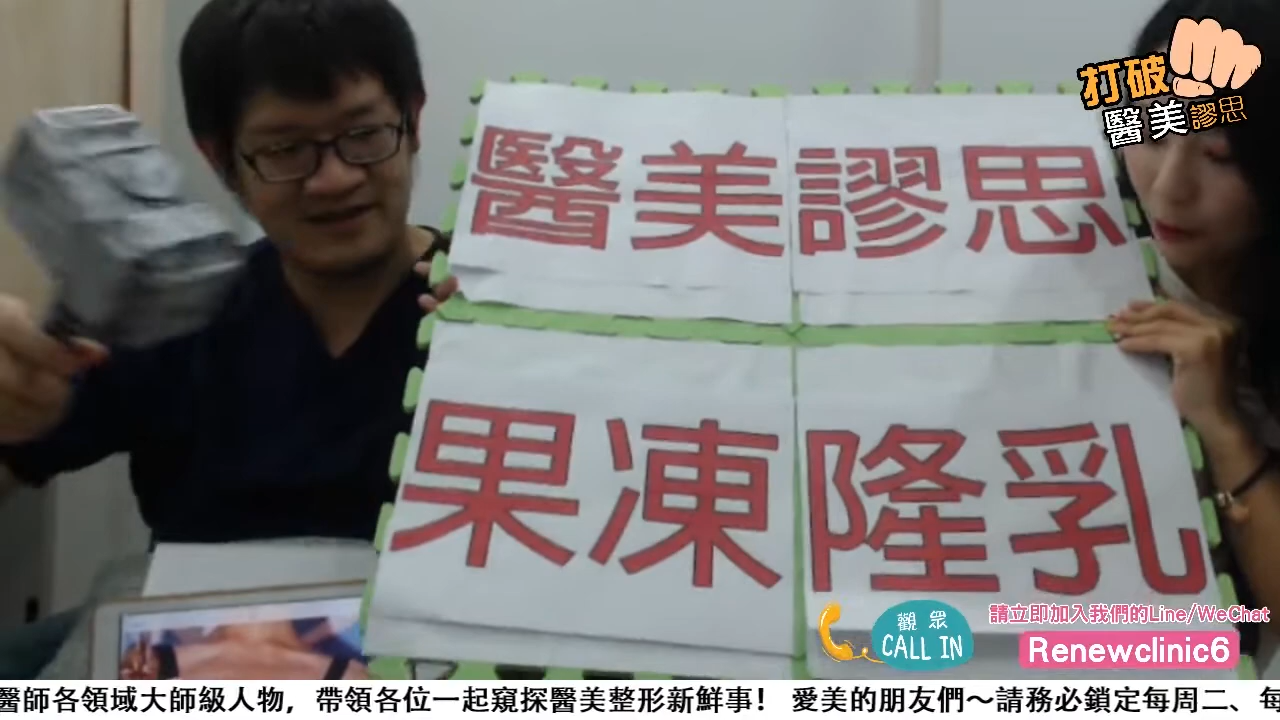 打破
醫美謬思
醫美謬思
果凍隆乳
觀眾
CALL IN
請立即加入我們的Line/WeChat
Renewclinic6
醫師各領域大師級人物，帶領各位一起窺探醫美整形新鮮事！ 愛美的朋友們～請務必鎖定每周二、每